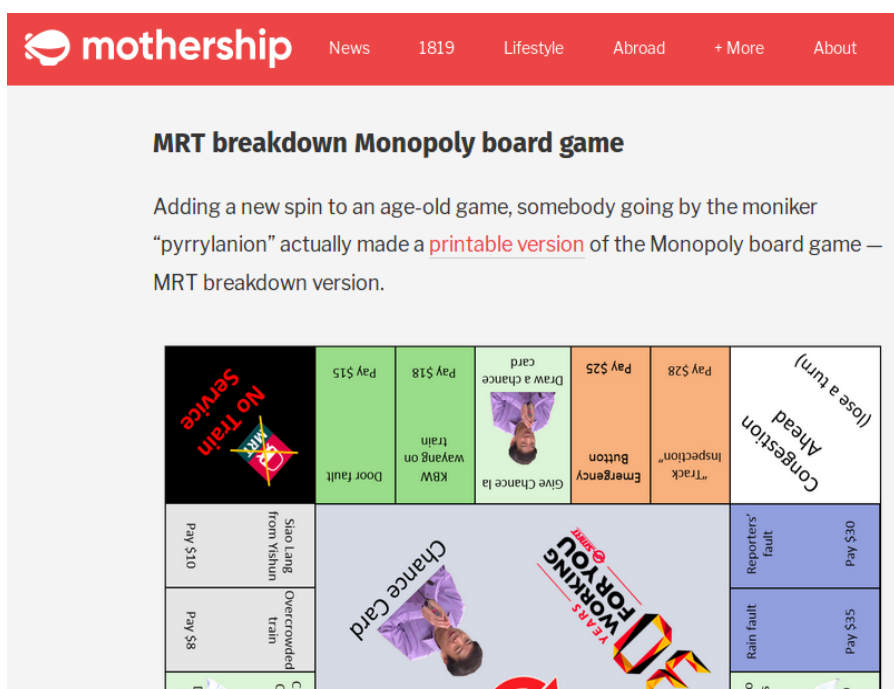 mothership
News 1819 Lifestyle Abroad + More About
MRT breakdown Monopoly board game
Adding a new spin to an age-old game, somebody going by the moniker
“pyrrylanion” actually made a printable version of the Monopoly board game —
MRT breakdown version.
No Train
Service
MRT
Door fault
Pay $15
KBW
wayang on
train
Pay $18
Give Chance la
Draw a chance
card
Emergency
Button
Pay $25
"Track
Inspection"
Pay $28
Congestion
Ahead
(lose a turn)
Siao Lang
from Yishun
Pay $10
Overcrowded
train
Pay $8
Chance Card
SMRT
YEARS
WORKING
FOR YOU
30
Reporters'
fault
Pay $30
Rain fault
Pay $35